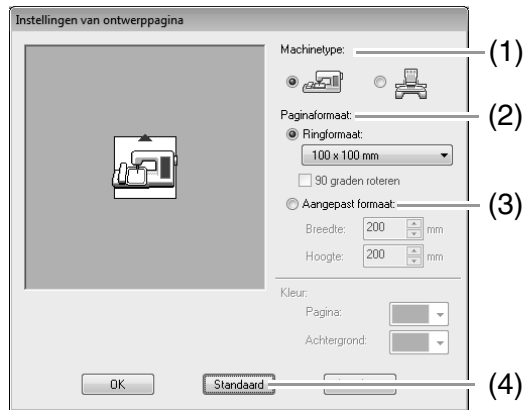 Instellingen van ontwerppagina
Machinetype:
(1)
Paginaformaat:
(2)
Ringformaat:
100 x 100 mm
90 graden roteren
Aangepast formaat:
(3)
Breedte: 200 mm
Hoogte: 200 mm
Kleur:
Pagina:
Achtergrond:
OK
Standaard
(4)